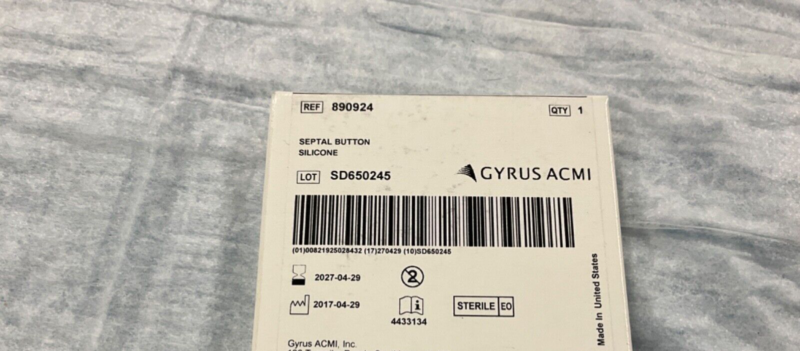 REF 890924
QTY 1
SEPTAL BUTTON
SILICONE
LOT SD650245
GYRUS ACMI
(01)00821925028432 (17)270429 (10)SD650245
2027-04-29
2
2017-04-29
i
4433134
STERILE EO
Made In United States
Gyrus ACMI, Inc.